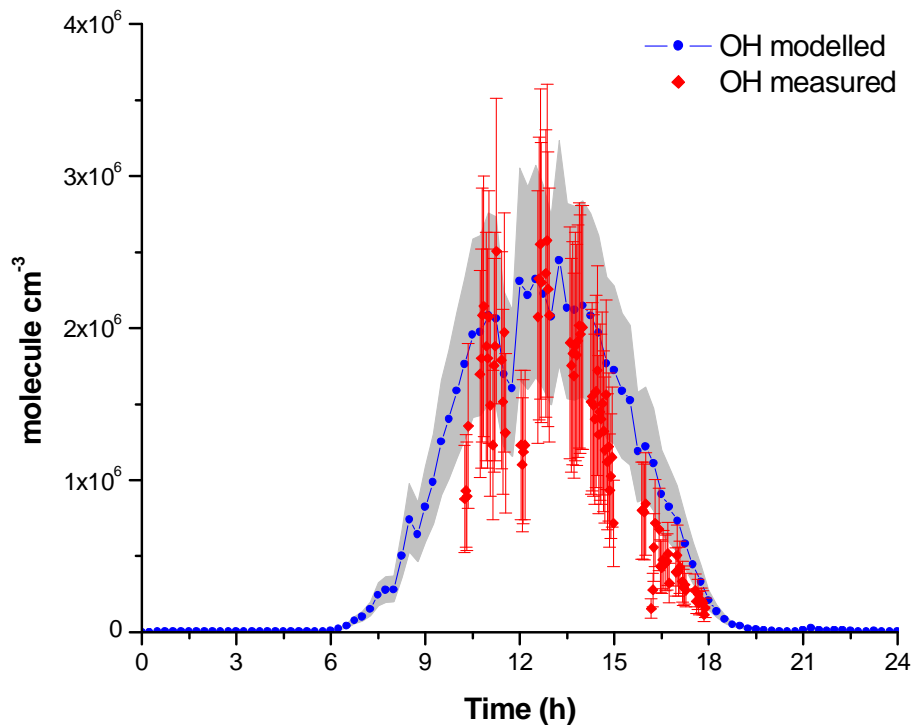 4x10⁶
OH modelled
OH measured
3x10⁶
2x10⁶
1x10⁶
0
molecule cm⁻³
0 3 6 9 12 15 18 21 24
Time (h)